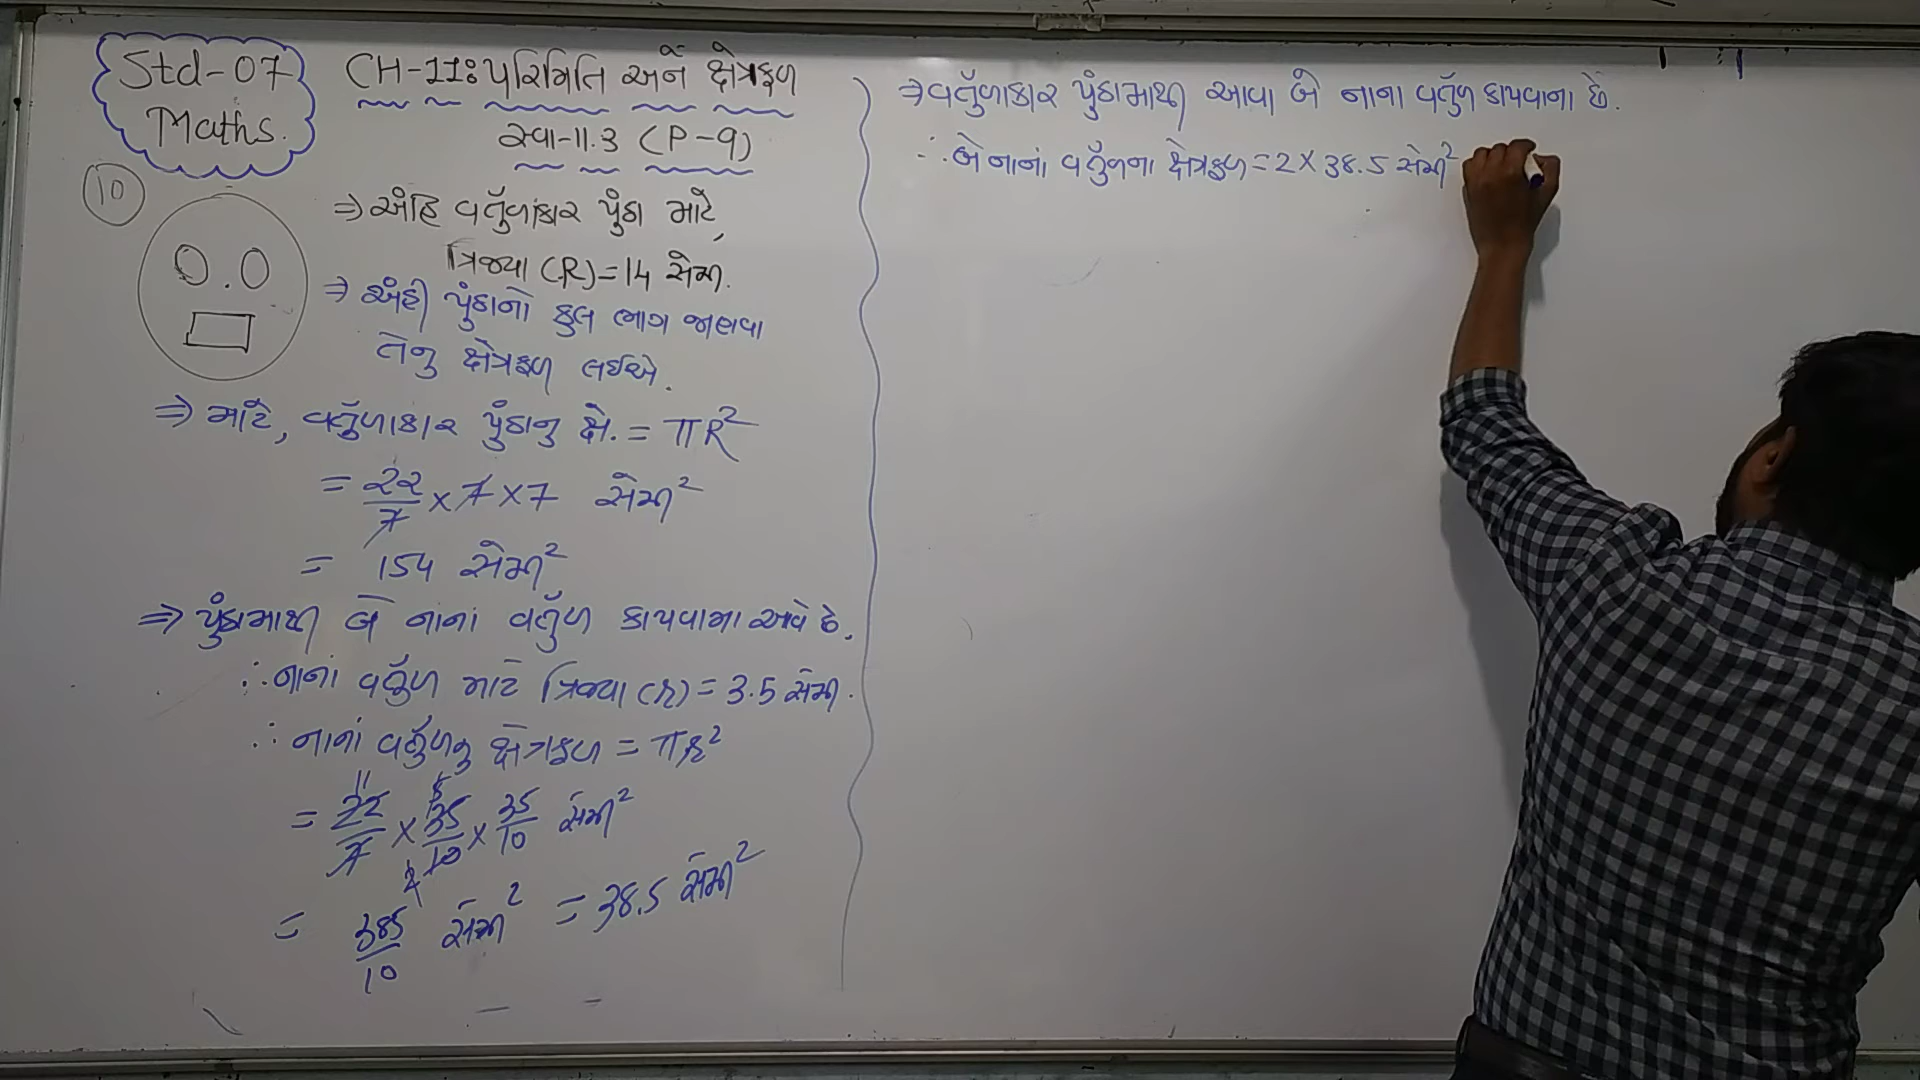 Std-07
Maths.
CH-11: પરિમિતિ અને ક્ષેત્રફળ
સ્વા-11.3 (P-9)
10
⇒ અંહિ વર્તુળાકાર પુંઠા માટે,
ત્રિજ્યા (R) = 14 સેમી.
⇒ અંહી પુંઠાનો કુલ ભાગ જાણવા
તેનુ ક્ષેત્રફળ લઈએ.
⇒ માટે, વર્તુળાકાર પુંઠાનુ ક્ષે. = πR²
= 22/7 × 7 × 7 સેમી²
= 154 સેમી²
⇒ પુંઠામાથી બે નાનાં વર્તુળ કાપવામા આવે છે.
∴ નાનાં વર્તુળ માટે ત્રિજ્યા (r) = 3.5 સેમી.
∴ નાનાં વર્તુળનુ ક્ષેત્રફળ = πr²
= 22/7 × 35/10 × 35/10 સેમી²
= 385/10 સેમી² = 38.5 સેમી²
⇒ વર્તુળાકાર પુંઠામાથી આવા બે નાના વર્તુળ કાપવાના છે.
∴ બે નાનાં વર્તુળના ક્ષેત્રફળ = 2 × 38.5 સેમી²